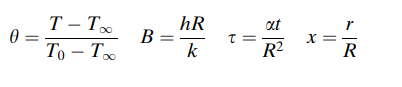 θ = (T − T∞)/(T₀ − T∞)   B = hR/k   τ = αt/R²   x = r/R